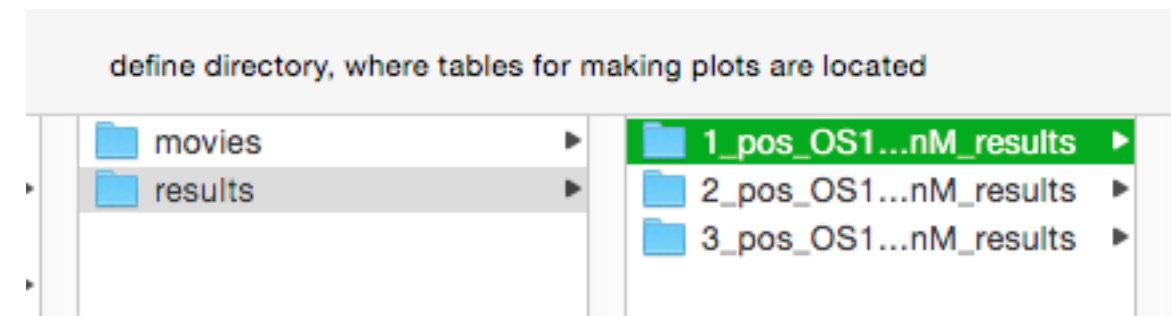 define directory, where tables for making plots are located
movies
results
1_pos_OS1...nM_results
2_pos_OS1...nM_results
3_pos_OS1...nM_results